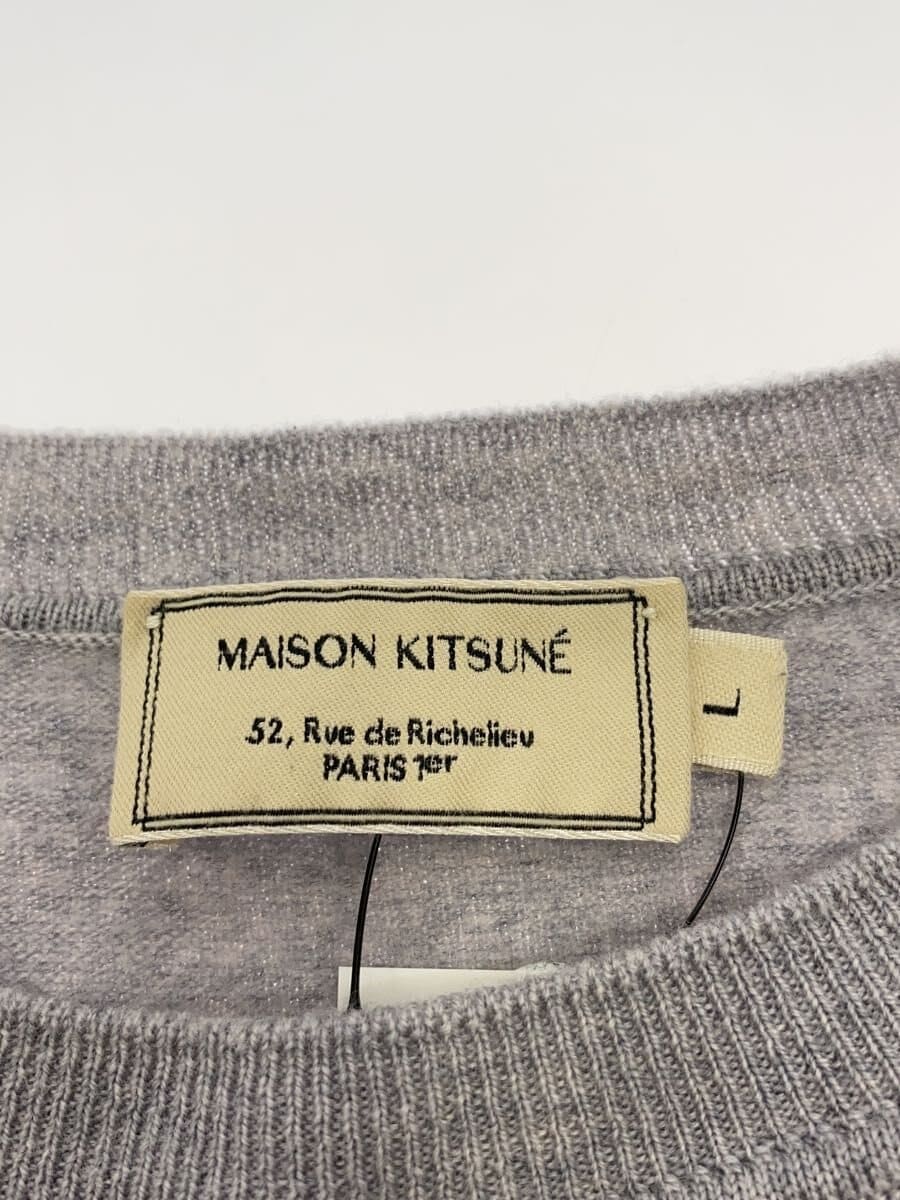 MAISON KITSUNÉ
52, Rue de Richelieu
PARIS 1er
L